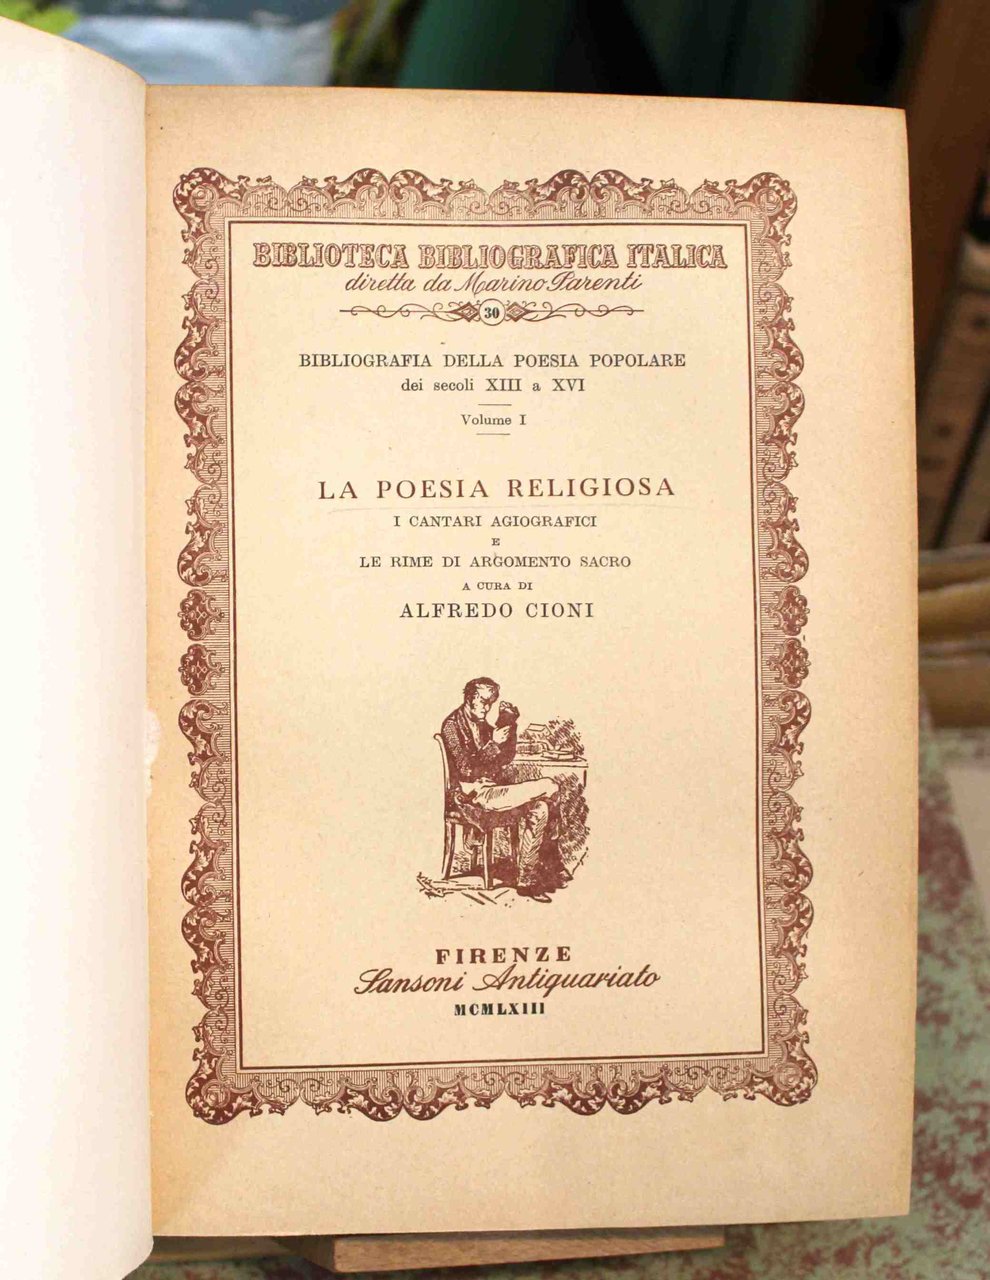 BIBLIOTECA BIBLIOGRAFICA ITALICA
diretta da Marino Parenti
30
BIBLIOGRAFIA DELLA POESIA POPOLARE
dei secoli XIII a XVI
Volume I
LA POESIA RELIGIOSA
I CANTARI AGIOGRAFICI
E
LE RIME DI ARGOMENTO SACRO
A CURA DI
ALFREDO CIONI
FIRENZE
Sansoni Antiquariato
MCMLXIII